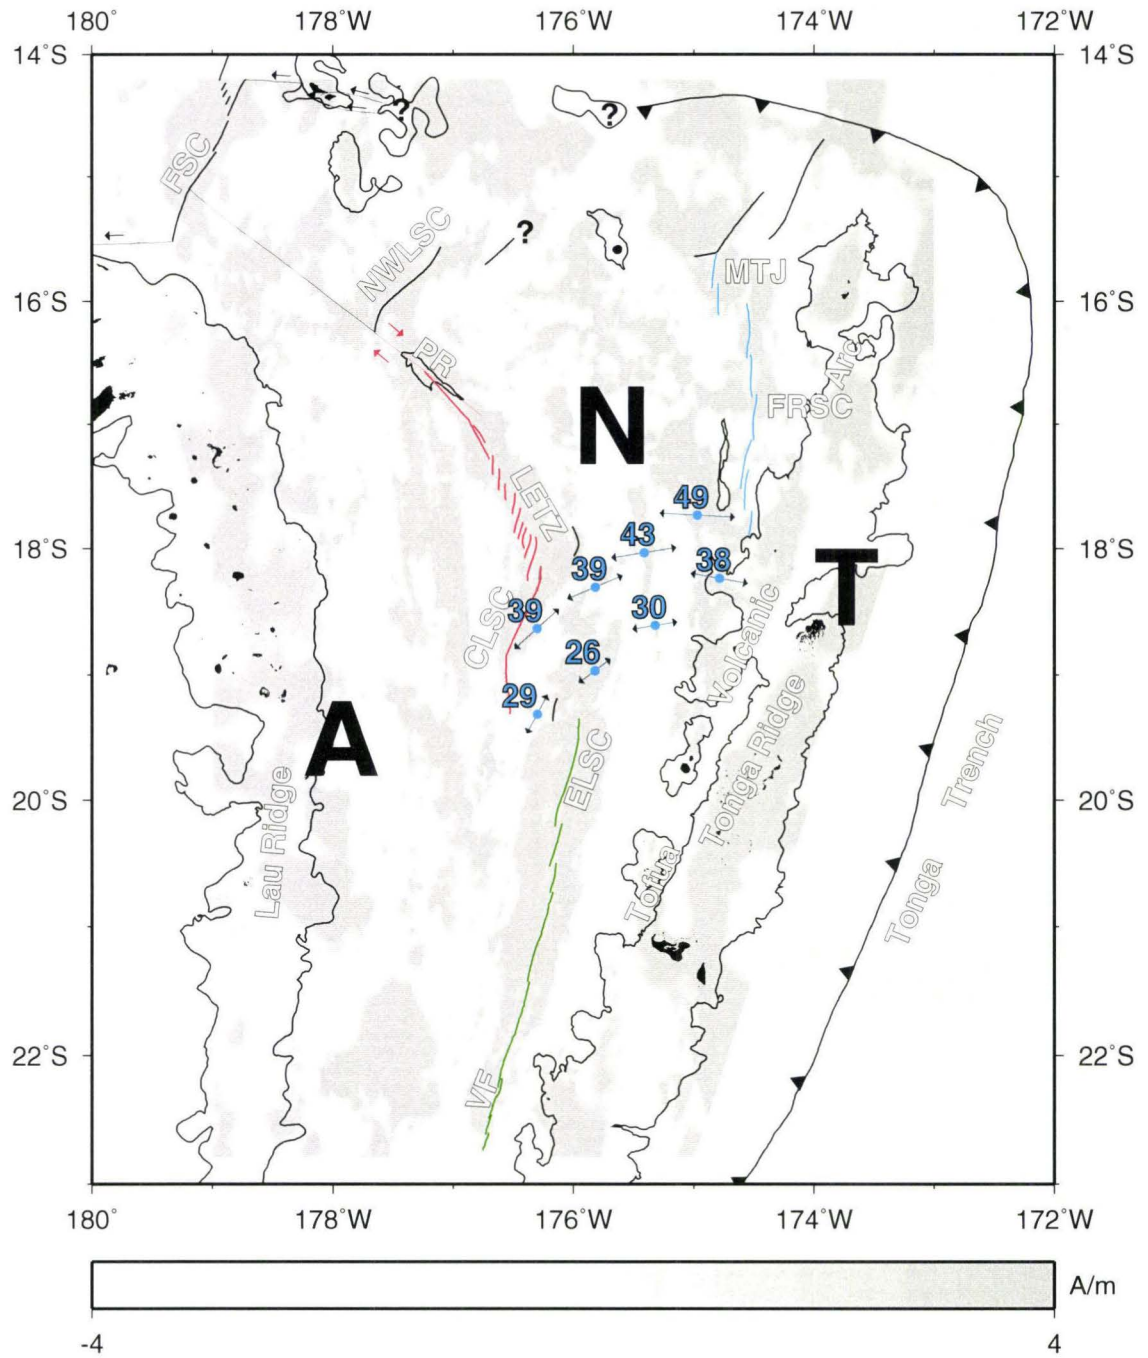 180˚ 178˚W 176˚W 174˚W 172˚W
14˚S 14˚S
? ?
FSC
NWLSC ?
MTJ
16˚S 16˚S
PR
Arc
N FRSC
LETZ
49
43
18˚S 18˚S
39 38 T
39 30
CLSC Volcanic
26
29
A
ELSC Tonga Ridge Trench
20˚S 20˚S
Lau Ridge
Tofua Tonga
22˚S 22˚S
VF
180˚ 178˚W 176˚W 174˚W 172˚W
A/m
-4 4